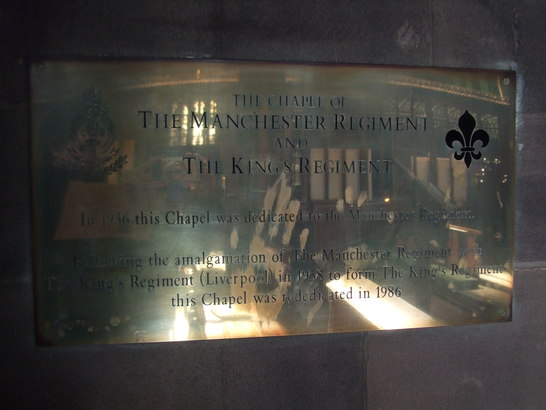 THE CHAPEL OF
THE MANCHESTER REGIMENT
AND
THE KING'S REGIMENT
In 1936 this Chapel was dedicated to the Manchester Regiment.
Following the amalgamation of The Manchester Regiment with
The King's Regiment (Liverpool) in 1958 to form The King's Regiment
this Chapel was rededicated in 1986